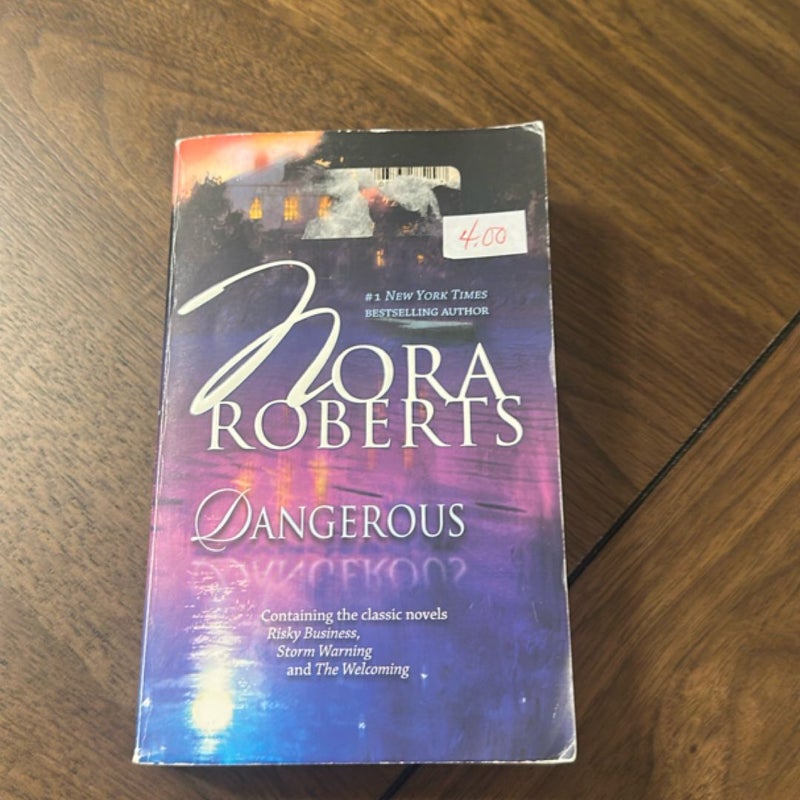 4.00
#1 NEW YORK TIMES
BESTSELLING AUTHOR
NORA
ROBERTS
DANGEROUS
Containing the classic novels
Risky Business,
Storm Warning
and The Welcoming